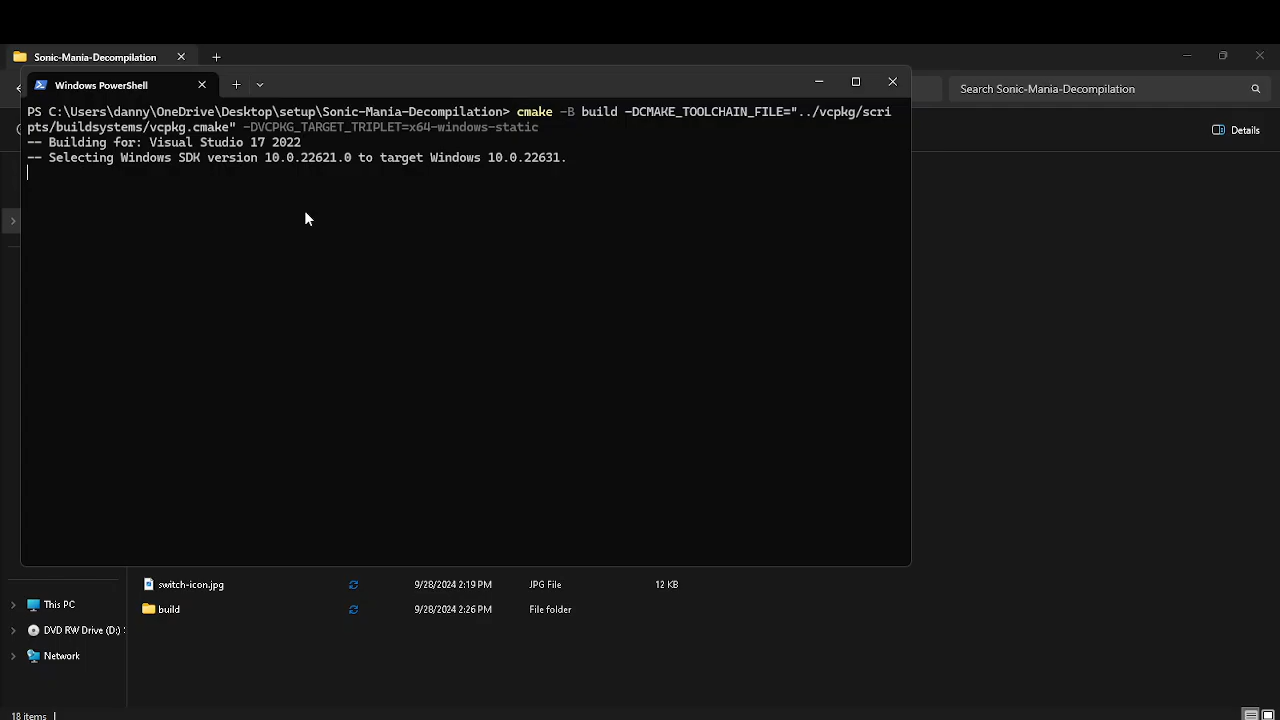 Sonic-Mania-Decompilation
Windows PowerShell
Search Sonic-Mania-Decompilation
PS C:\Users\danny\OneDrive\Desktop\setup\Sonic-Mania-Decompilation> cmake -B build -DCMAKE_TOOLCHAIN_FILE="../vcpkg/scri
pts/buildsystems/vcpkg.cmake" -DVCPKG_TARGET_TRIPLET=x64-windows-static
Details
-- Building for: Visual Studio 17 2022
-- Selecting Windows SDK version 10.0.22621.0 to target Windows 10.0.22631.
switch-icon.jpg 9/28/2024 2:19 PM JPG File 12 KB
This PC
build 9/28/2024 2:26 PM File folder
DVD RW Drive (D:)
Network
18 items